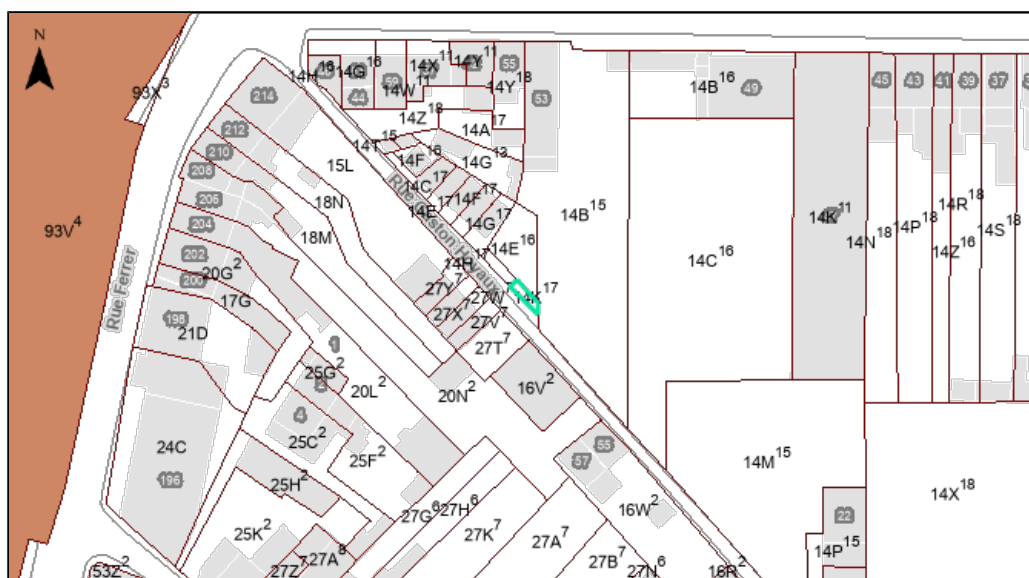 N
93X³
93V⁴
Rue Ferrer
14H¹⁶
14G¹⁶
44
59
14W¹¹
14X¹¹
14Y¹¹
55
14Y¹⁸
53
14Z¹⁸
14A¹⁷
14T¹⁵
14F¹⁶
14G¹³
14C¹⁷
14F¹⁷
14E¹⁷
14G¹⁷
14E¹⁶
14H¹⁷
14K¹⁷
14B¹⁵
14B¹⁶
49
14C¹⁶
14K¹¹
45
43
41
39
37
14N¹⁸
14P¹⁸
14R¹⁸
14Z¹⁶
14S¹⁸
214
212
210
208
206
204
202
200
198
196
15L
18N
18M
20G²
17G
21D
24C
1
25G²
2
4
25C²
20L²
25F²
25H²
25K²
53Z²
27Z⁷
27A⁸
20N²
27Y⁷
27X⁷
27W⁷
27V⁷
27T⁷
16V²
27G⁶
27H⁶
27K⁷
27A⁷
27B⁷
27N⁶
57
55
16W²
16R²
14M¹⁵
22
14P¹⁵
14X¹⁸